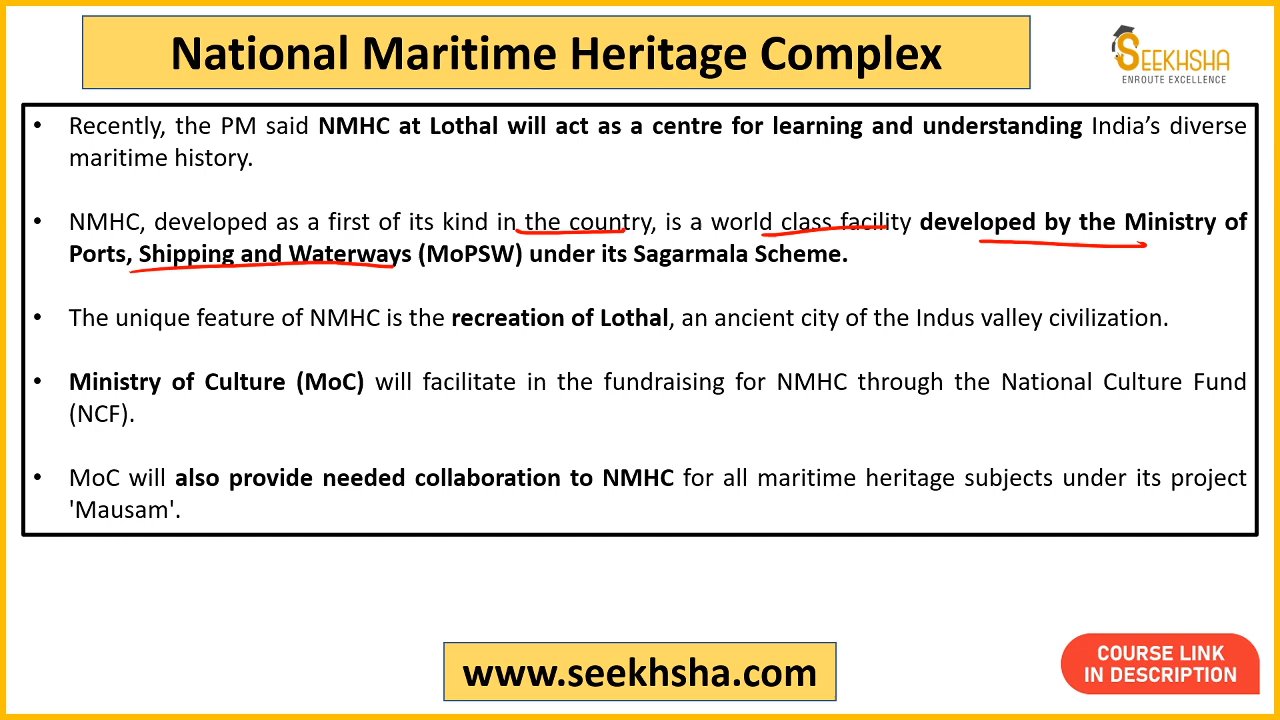 National Maritime Heritage Complex
SEEKHSHA
ENROUTE EXCELLENCE
• Recently, the PM said NMHC at Lothal will act as a centre for learning and understanding India’s diverse
maritime history.
• NMHC, developed as a first of its kind in the country, is a world class facility developed by the Ministry of
Ports, Shipping and Waterways (MoPSW) under its Sagarmala Scheme.
• The unique feature of NMHC is the recreation of Lothal, an ancient city of the Indus valley civilization.
• Ministry of Culture (MoC) will facilitate in the fundraising for NMHC through the National Culture Fund
(NCF).
• MoC will also provide needed collaboration to NMHC for all maritime heritage subjects under its project
'Mausam'.
www.seekhsha.com
COURSE LINK
IN DESCRIPTION